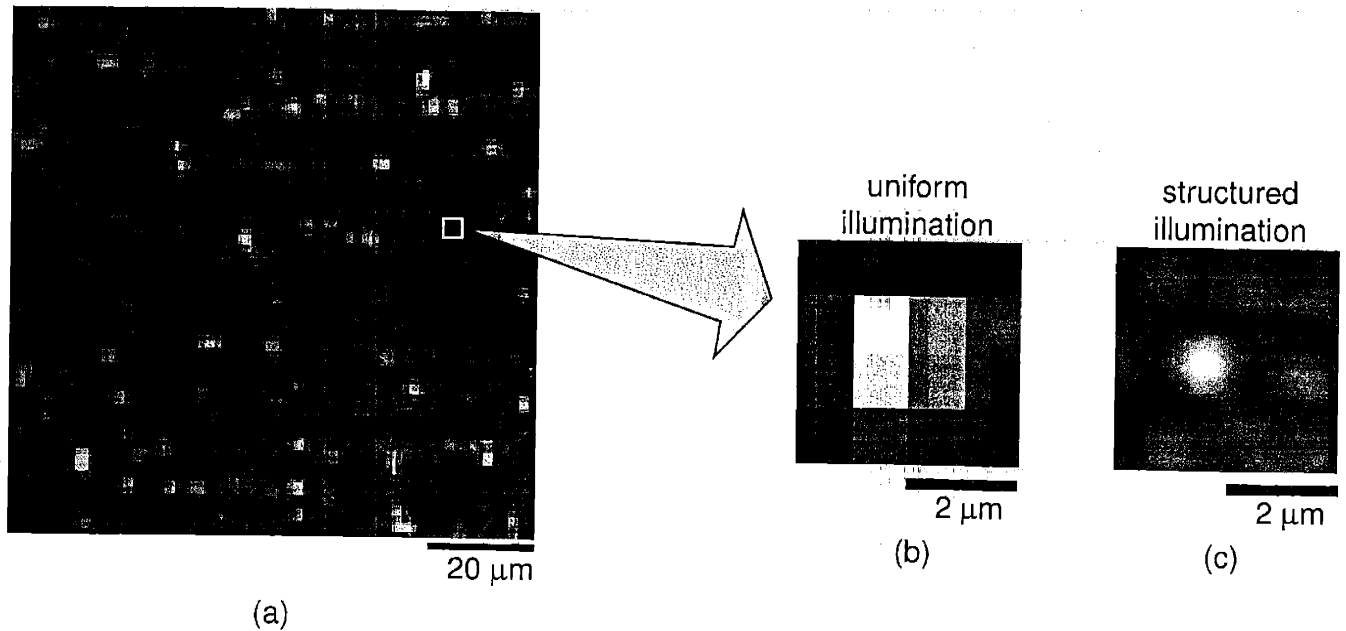 uniform
illumination
structured
illumination
20 μm
2 μm
2 μm
(a)
(b)
(c)